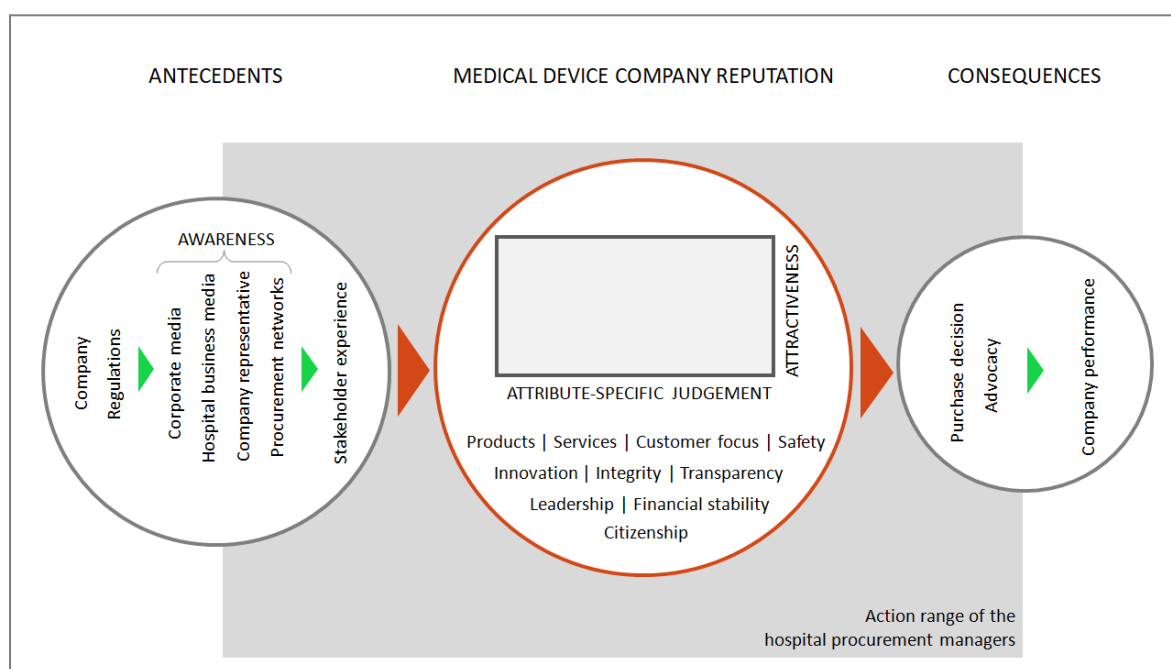 ANTECEDENTS
MEDICAL DEVICE COMPANY REPUTATION
CONSEQUENCES
AWARENESS
Company
Regulations
Corporate media
Hospital business media
Company representative
Procurement networks
Stakeholder experience
ATTRACTIVENESS
ATTRIBUTE-SPECIFIC JUDGEMENT
Products | Services | Customer focus | Safety
Innovation | Integrity | Transparency
Leadership | Financial stability
Citizenship
Purchase decision
Advocacy
Company performance
Action range of the
hospital procurement managers